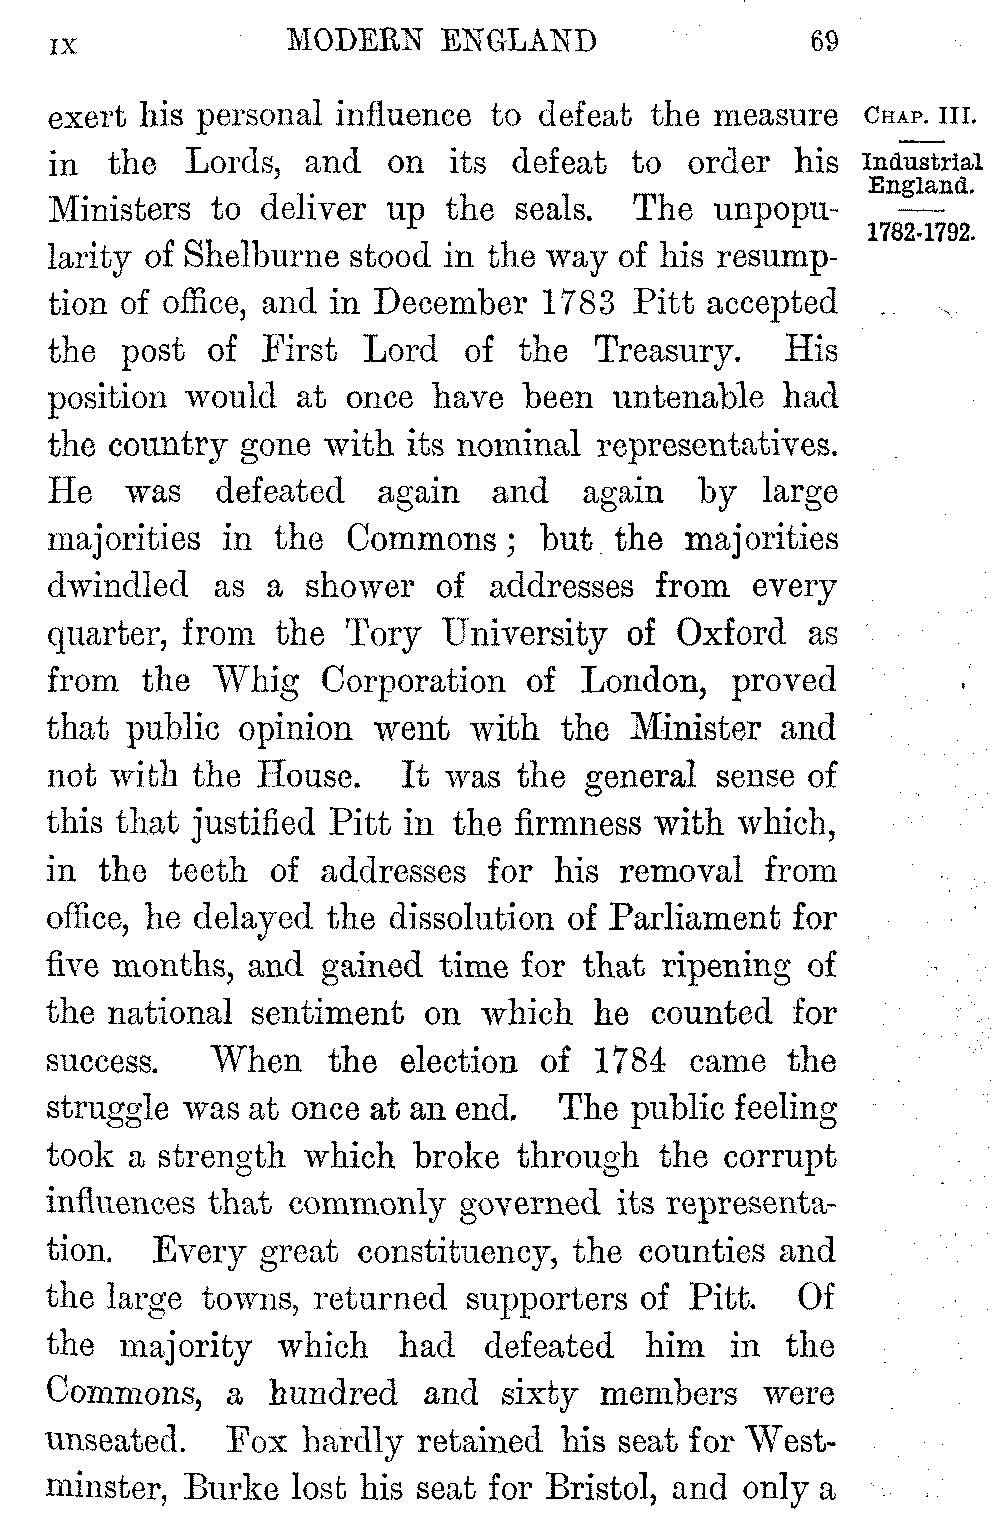 IX MODERN ENGLAND 69
exert his personal influence to defeat the measure
in the Lords, and on its defeat to order his
Ministers to deliver up the seals. The unpopu-
larity of Shelburne stood in the way of his resump-
tion of office, and in December 1783 Pitt accepted
the post of First Lord of the Treasury. His
position would at once have been untenable had
the country gone with its nominal representatives.
He was defeated again and again by large
majorities in the Commons; but the majorities
dwindled as a shower of addresses from every
quarter, from the Tory University of Oxford as
from the Whig Corporation of London, proved
that public opinion went with the Minister and
not with the House. It was the general sense of
this that justified Pitt in the firmness with which,
in the teeth of addresses for his removal from
office, he delayed the dissolution of Parliament for
five months, and gained time for that ripening of
the national sentiment on which he counted for
success. When the election of 1784 came the
struggle was at once at an end. The public feeling
took a strength which broke through the corrupt
influences that commonly governed its representa-
tion. Every great constituency, the counties and
the large towns, returned supporters of Pitt. Of
the majority which had defeated him in the
Commons, a hundred and sixty members were
unseated. Fox hardly retained his seat for West-
minster, Burke lost his seat for Bristol, and only a
CHAP. III.
Industrial
England.
1782-1792.